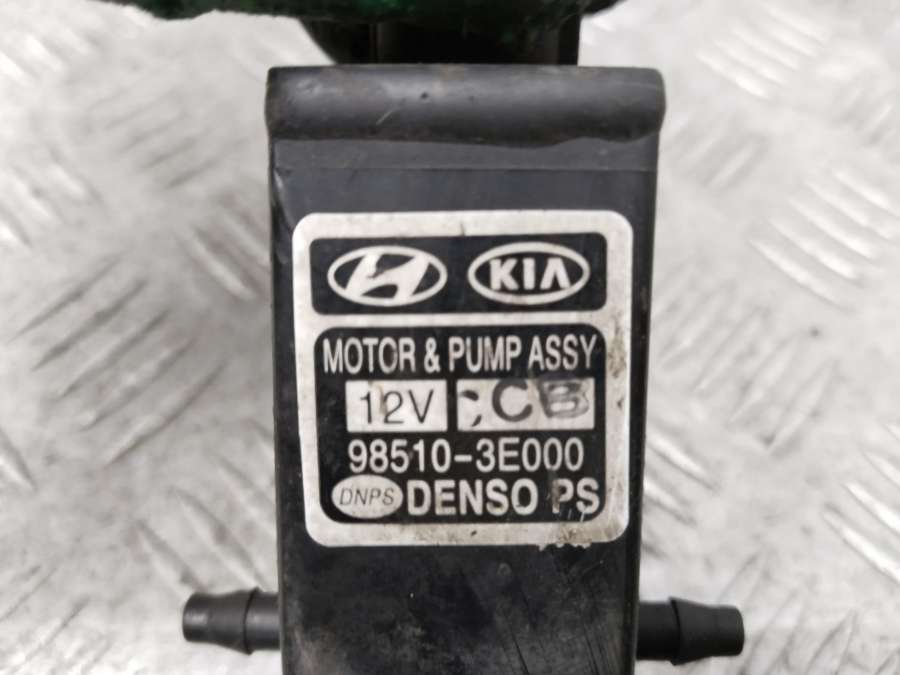 KIA
MOTOR & PUMP ASSY
12V CB
98510-3E000
DNPS DENSO PS